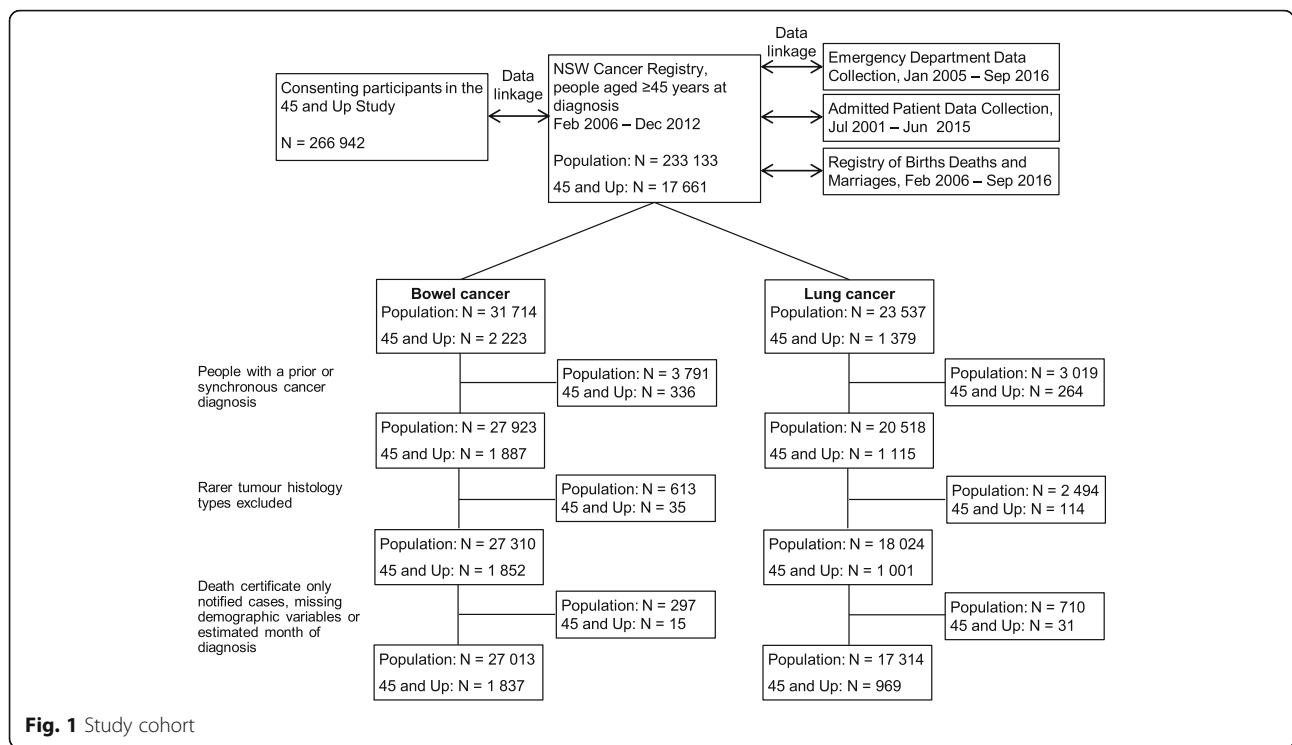 Consenting participants in the
45 and Up Study
N = 266 942
Data
linkage
NSW Cancer Registry,
people aged ≥45 years at
diagnosis
Feb 2006 – Dec 2012
Population: N = 233 133
45 and Up: N = 17 661
Data
linkage
Emergency Department Data
Collection, Jan 2005 – Sep 2016
Admitted Patient Data Collection,
Jul 2001 – Jun 2015
Registry of Births Deaths and
Marriages, Feb 2006 – Sep 2016
Bowel cancer
Population: N = 31 714
45 and Up: N = 2 223
Lung cancer
Population: N = 23 537
45 and Up: N = 1 379
People with a prior or
synchronous cancer
diagnosis
Population: N = 3 791
45 and Up: N = 336
Population: N = 3 019
45 and Up: N = 264
Population: N = 27 923
45 and Up: N = 1 887
Population: N = 20 518
45 and Up: N = 1 115
Rarer tumour histology
types excluded
Population: N = 613
45 and Up: N = 35
Population: N = 2 494
45 and Up: N = 114
Population: N = 27 310
45 and Up: N = 1 852
Population: N = 18 024
45 and Up: N = 1 001
Death certificate only
notified cases, missing
demographic variables or
estimated month of
diagnosis
Population: N = 297
45 and Up: N = 15
Population: N = 710
45 and Up: N = 31
Population: N = 27 013
45 and Up: N = 1 837
Population: N = 17 314
45 and Up: N = 969
Fig. 1 Study cohort